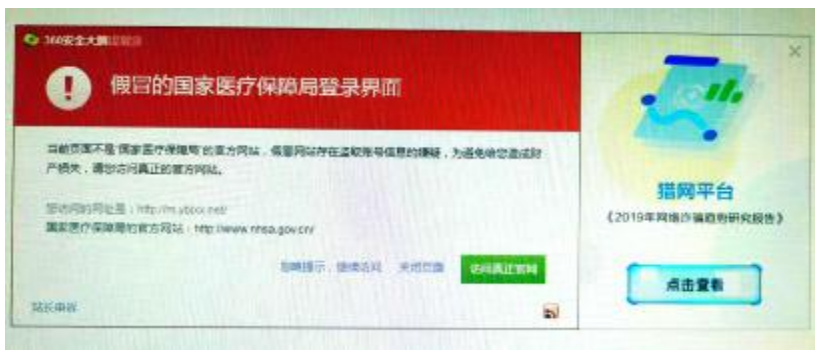 360安全大脑提醒您
假冒的国家医疗保障局登录界面
当前页面不是"国家医疗保障局"的官方网站，假冒网站存在盗取账号信息的嫌疑，为避免给您造成财
产损失，请您访问真正的官方网站。
您访问的网址是：http://m.ybxxx.net/
国家医疗保障局的官方网站：http://www.nhsa.gov.cn/
忽略提示，继续访问 关闭页面 访问真正官网
站长申诉
猎网平台
《2019年网络诈骗趋势研究报告》
点击查看